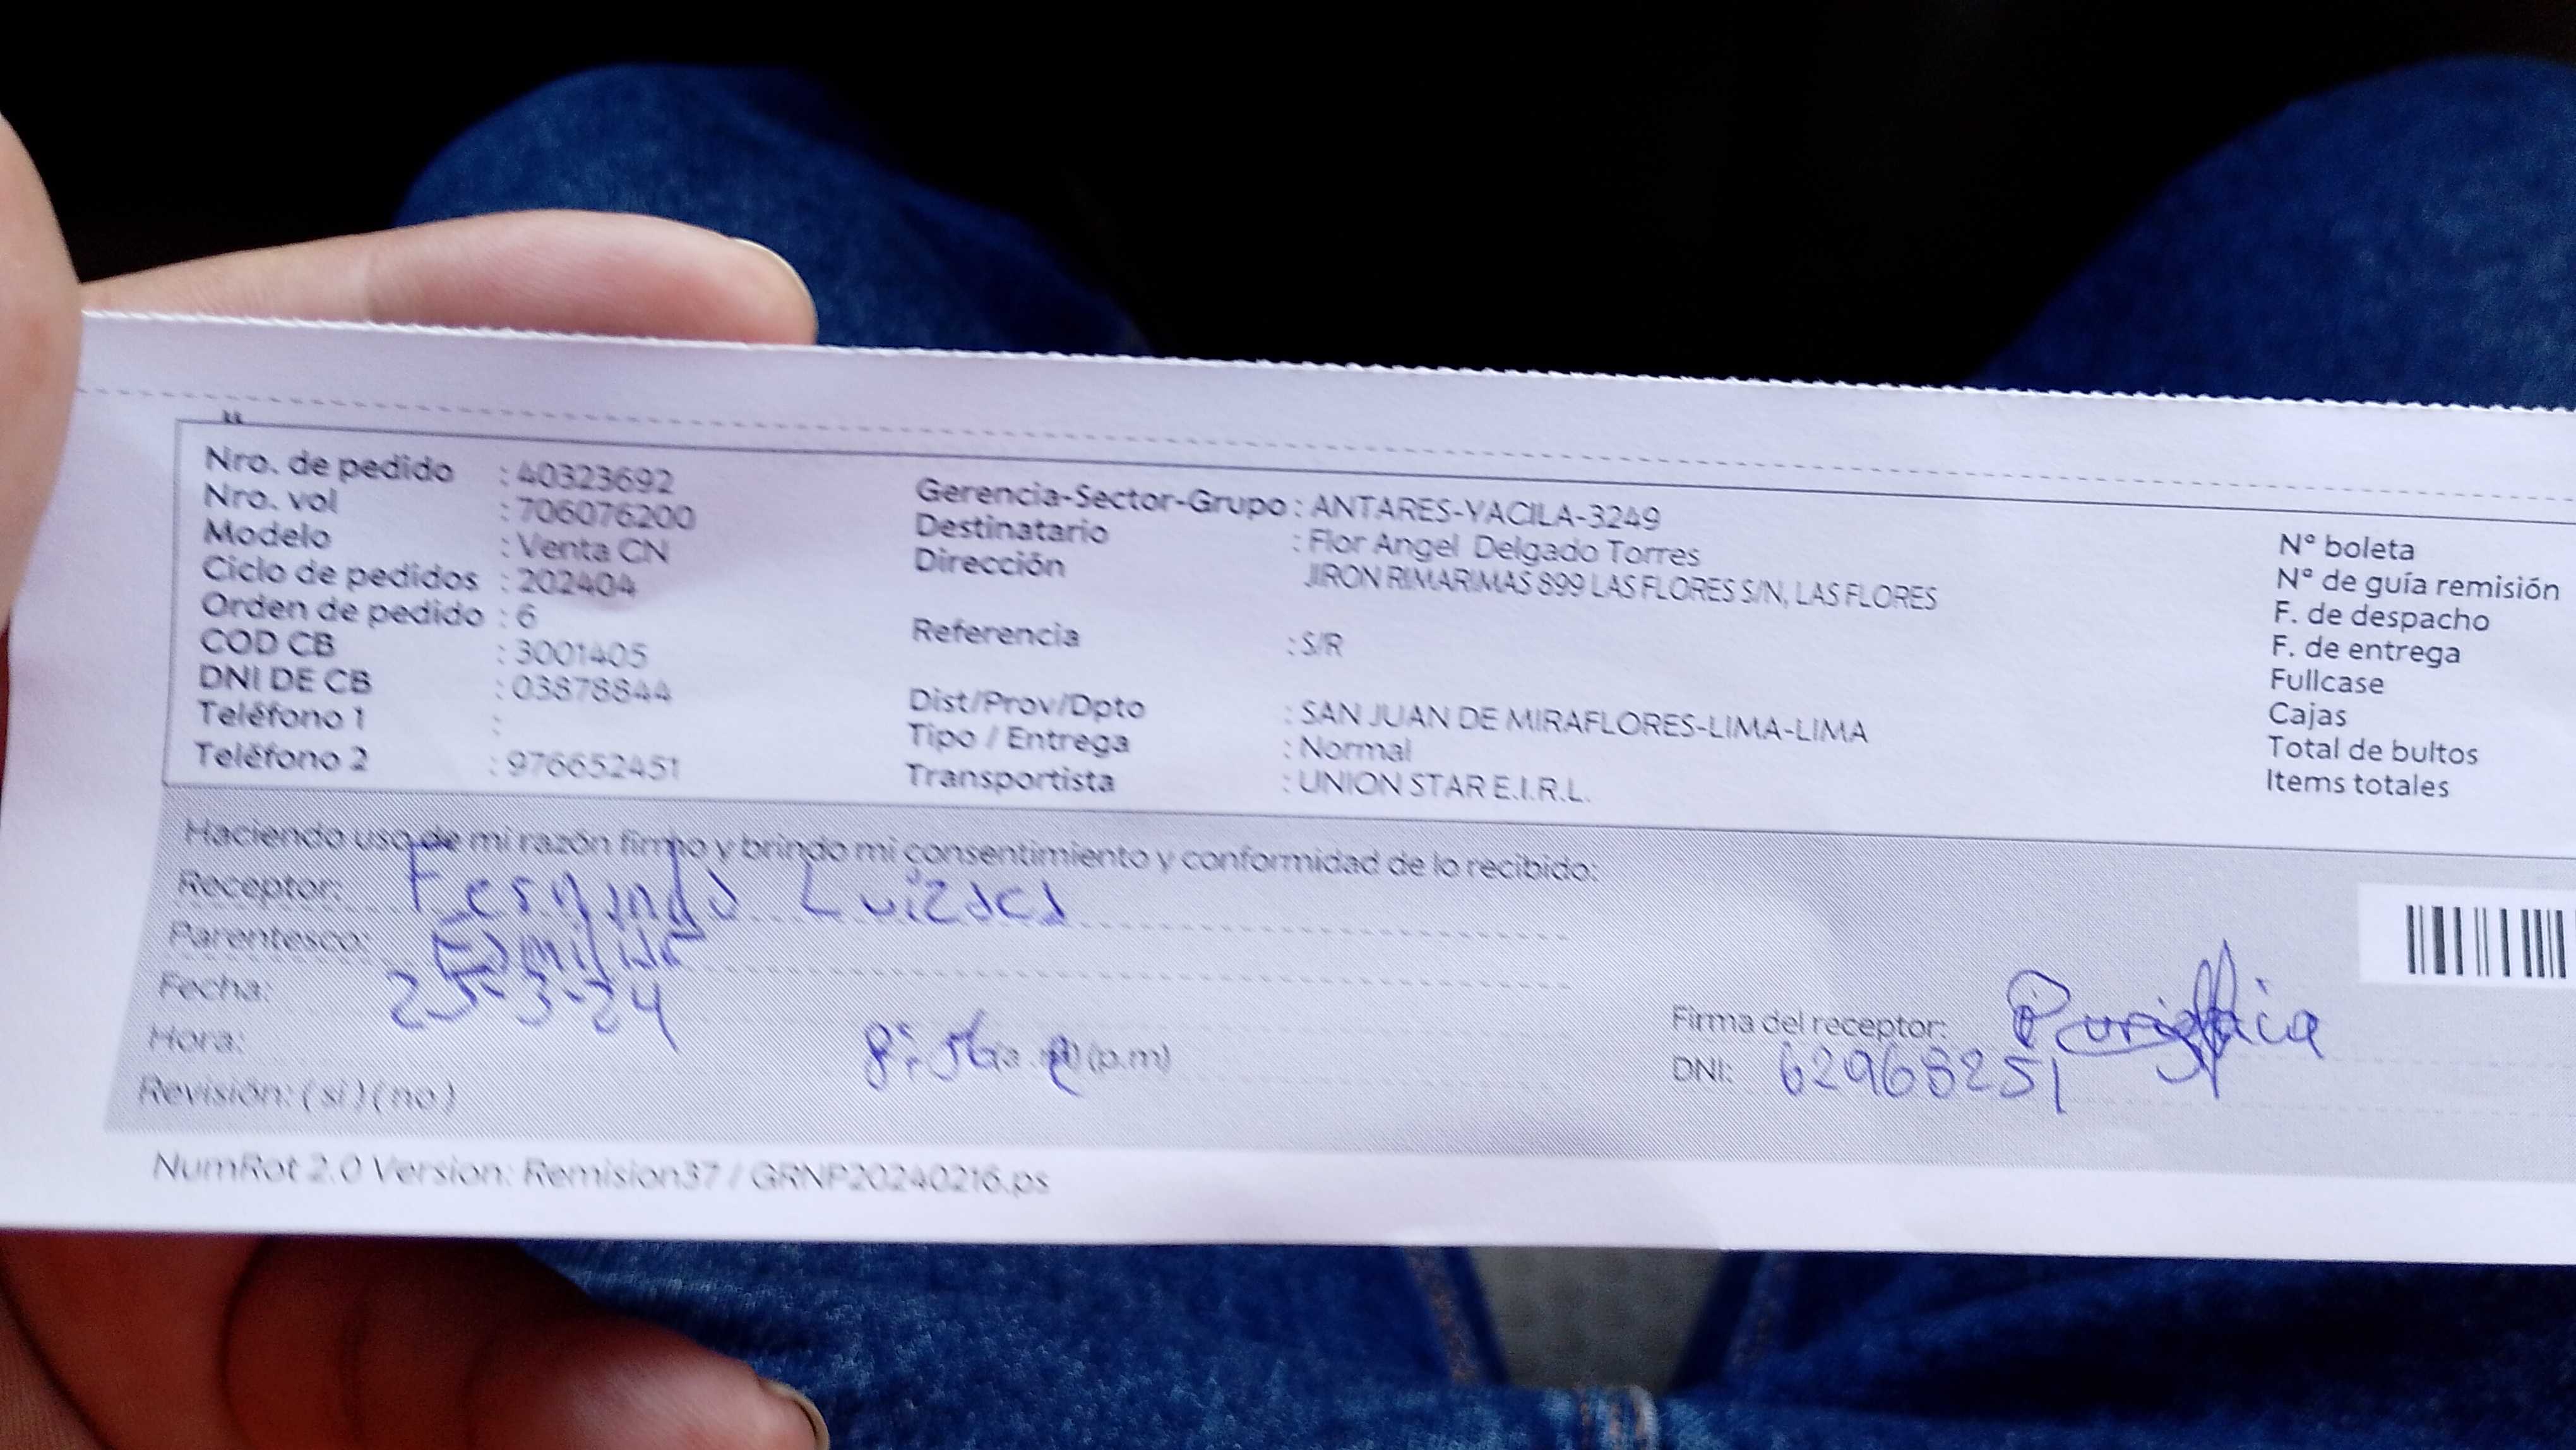 Nro. de pedido : 40323692
Nro. vol : 706076200
Modelo : Venta CN
Ciclo de pedidos : 202404
Orden de pedido : 6
COD CB : 3001405
DNI DE CB : 03878844
Teléfono 1 :
Teléfono 2 : 976652451
Gerencia-Sector-Grupo : ANTARES-YACILA-3249
Destinatario : Flor Angel Delgado Torres
Dirección JIRON RIMARIMAS 899 LAS FLORES S/N, LAS FLORES
Referencia : S/R
Dist/Prov/Dpto : SAN JUAN DE MIRAFLORES-LIMA-LIMA
Tipo / Entrega : Normal
Transportista : UNION STAR E.I.R.L.
N° boleta
N° de guía remisión
F. de despacho
F. de entrega
Fullcase
Cajas
Total de bultos
Items totales
Haciendo uso de mi razón firmo y brindo mi consentimiento y conformidad de lo recibido:
Receptor: Fernando
Parentesco:
Fecha: 25-3-24
Hora: 8:56 (p.m)
Revisión: ( si ) ( no )
Firma del receptor:
DNI: 62968251
NumRot 2.0 Version: Remision37 / GRNP20240216.ps